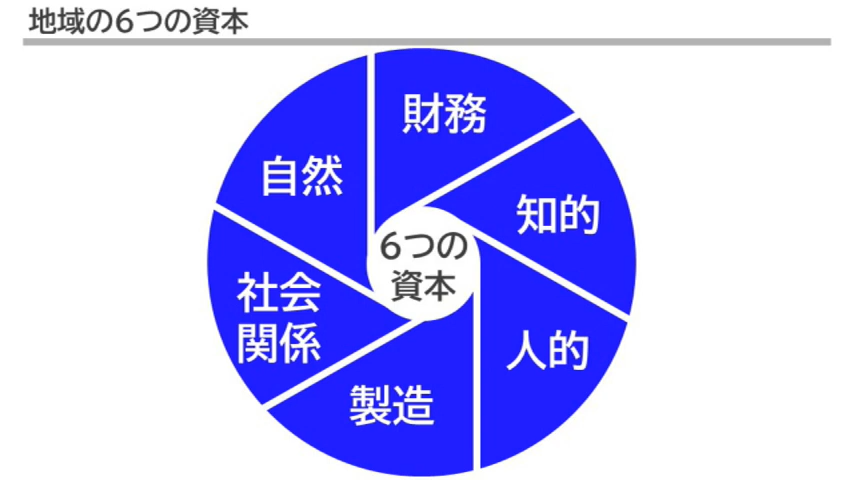 地域の6つの資本
財務
知的
人的
製造
社会
関係
自然
6つの
資本